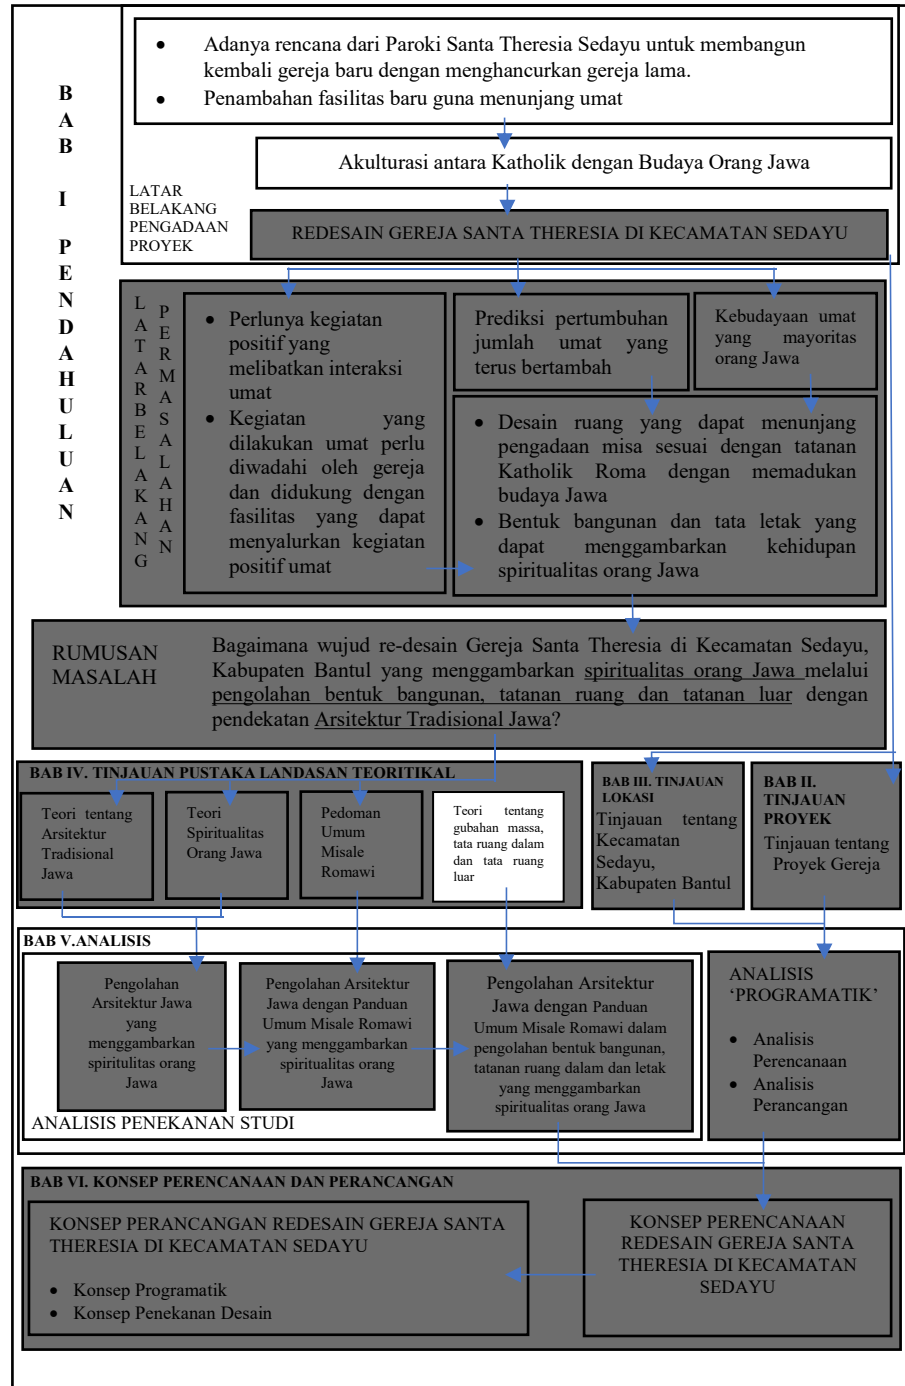 BAB I PENDAHULUAN
• Adanya rencana dari Paroki Santa Theresia Sedayu untuk membangun
kembali gereja baru dengan menghancurkan gereja lama.
• Penambahan fasilitas baru guna menunjang umat
Akulturasi antara Katholik dengan Budaya Orang Jawa
LATAR
BELAKANG
PENGADAAN
PROYEK
REDESAIN GEREJA SANTA THERESIA DI KECAMATAN SEDAYU
LATARBELAKANG
PERMASALAHAN
• Perlunya kegiatan
positif yang
melibatkan interaksi
umat
• Kegiatan yang
dilakukan umat perlu
diwadahi oleh gereja
dan didukung dengan
fasilitas yang dapat
menyalurkan kegiatan
positif umat
Prediksi pertumbuhan
jumlah umat yang
terus bertambah
Kebudayaan umat
yang mayoritas
orang Jawa
• Desain ruang yang dapat menunjang
pengadaan misa sesuai dengan tatanan
Katholik Roma dengan memadukan
budaya Jawa
• Bentuk bangunan dan tata letak yang
dapat menggambarkan kehidupan
spiritualitas orang Jawa
RUMUSAN
MASALAH
Bagaimana wujud re-desain Gereja Santa Theresia di Kecamatan Sedayu,
Kabupaten Bantul yang menggambarkan spiritualitas orang Jawa melalui
pengolahan bentuk bangunan, tatanan ruang dan tatanan luar dengan
pendekatan Arsitektur Tradisional Jawa?
BAB IV. TINJAUAN PUSTAKA LANDASAN TEORITIKAL
Teori tentang
Arsitektur
Tradisional
Jawa
Teori
Spiritualitas
Orang Jawa
Pedoman
Umum
Misale
Romawi
Teori tentang
gubahan massa,
tata ruang dalam
dan tata ruang
luar
BAB III. TINJAUAN
LOKASI
Tinjauan tentang
Kecamatan
Sedayu,
Kabupaten Bantul
BAB II.
TINJAUAN
PROYEK
Tinjauan tentang
Proyek Gereja
BAB V.ANALISIS
Pengolahan
Arsitektur Jawa
yang
menggambarkan
spiritulitas orang
Jawa
Pengolahan Arsitektur
Jawa dengan Panduan
Umum Misale Romawi
yang menggambarkan
spiritualitas orang
Jawa
Pengolahan Arsitektur
Jawa dengan Panduan
Umum Misale Romawi dalam
pengolahan bentuk bangunan,
tatanan ruang dalam dan letak
yang menggambarkan
spiritualitas orang Jawa
ANALISIS PENEKANAN STUDI
ANALISIS
‘PROGRAMATIK’
• Analisis
Perencanaan
• Analisis
Perancangan
BAB VI. KONSEP PERENCANAAN DAN PERANCANGAN
KONSEP PERANCANGAN REDESAIN GEREJA SANTA
THERESIA DI KECAMATAN SEDAYU
• Konsep Programatik
• Konsep Penekanan Desain
KONSEP PERENCANAAN
REDESAIN GEREJA SANTA
THERESIA DI KECAMATAN
SEDAYU